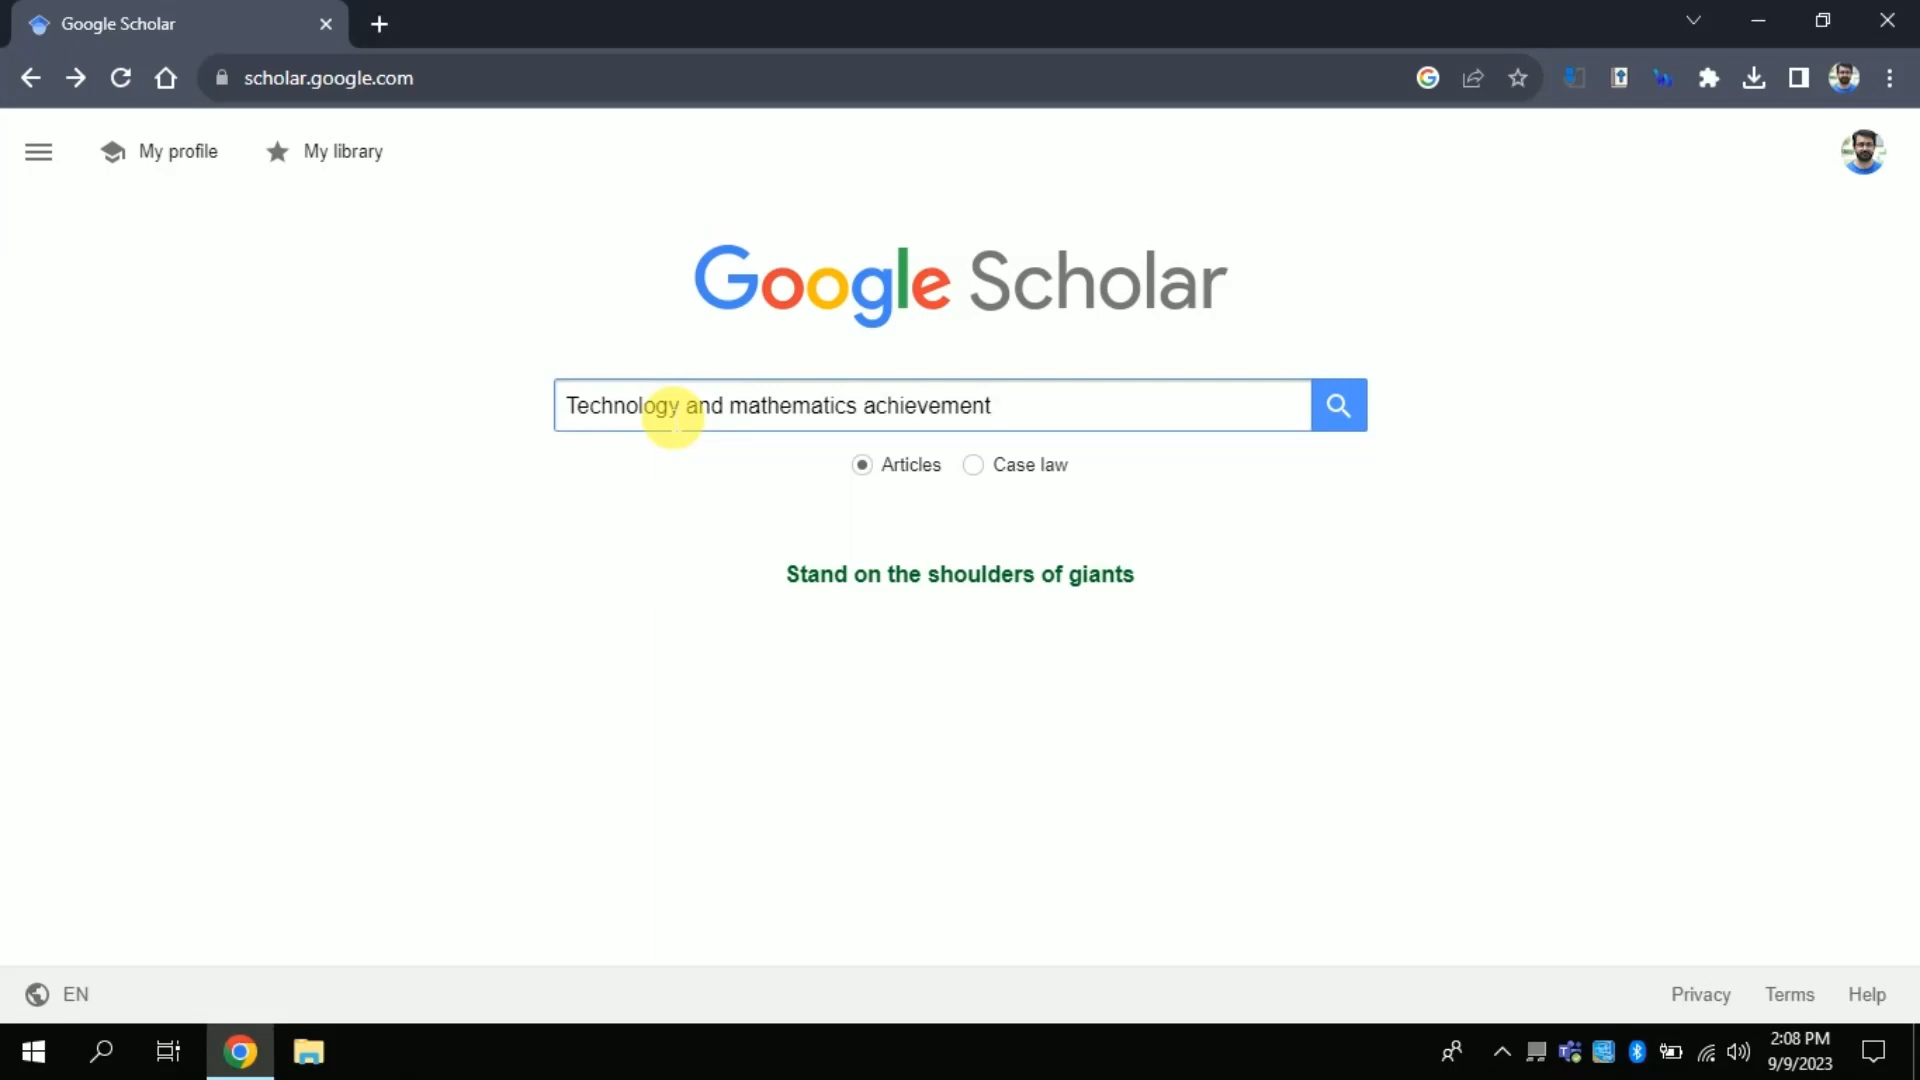 Google Scholar
scholar.google.com
My profile
My library
Google Scholar
Technology and mathematics achievement
Articles
Case law
Stand on the shoulders of giants
EN
Privacy
Terms
Help
2:08 PM
9/9/2023